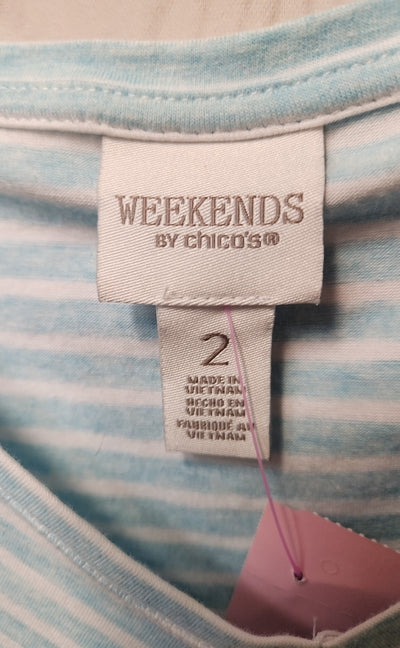 WEEKENDS
BY chico's®
2
MADE IN
VIETNAM
HECHO EN
VIETNAM
FABRIQUÉ AU
VIETNAM